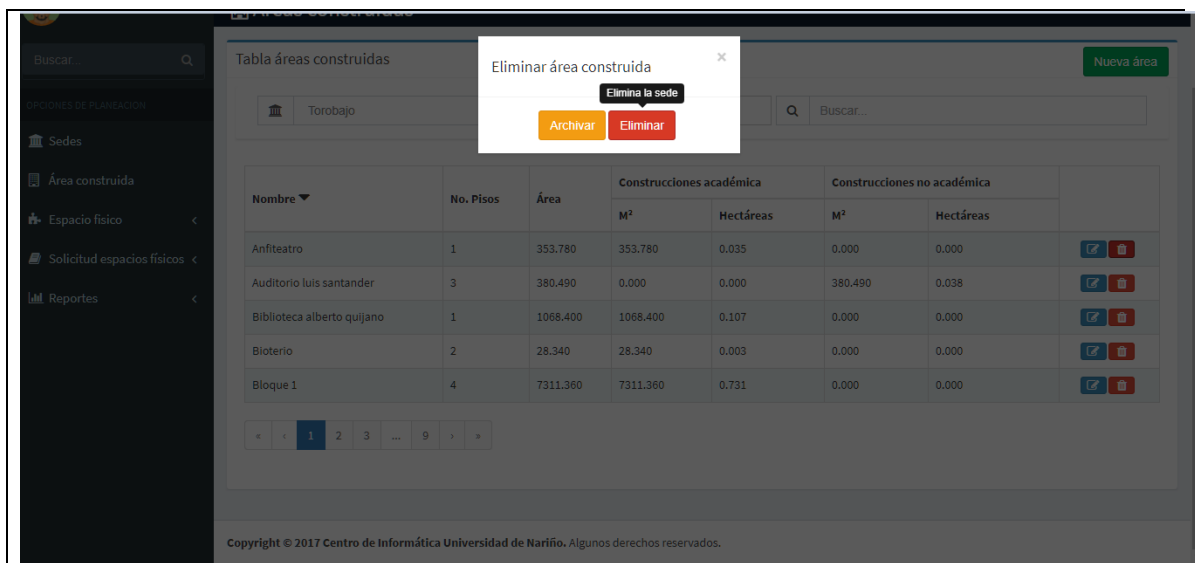 Áreas construidas
Buscar...
OPCIONES DE PLANEACIÓN
Sedes
Área construida
Espacio físico
Solicitud espacios físicos
Reportes
Tabla áreas construidas
Nueva área
Torobajo
Buscar...
Eliminar área construida ×
Elimina la sede
Archivar Eliminar
Nombre No. Pisos Área Construcciones académica Construcciones no académica
M² Hectáreas M² Hectáreas
Anfiteatro 1 353.780 353.780 0.035 0.000 0.000
Auditorio luis santander 3 380.490 0.000 0.000 380.490 0.038
Biblioteca alberto quijano 1 1068.400 1068.400 0.107 0.000 0.000
Bioterio 2 28.340 28.340 0.003 0.000 0.000
Bloque 1 4 7311.360 7311.360 0.731 0.000 0.000
« ‹ 1 2 3 ... 9 › »
Copyright © 2017 Centro de Informática Universidad de Nariño. Algunos derechos reservados.